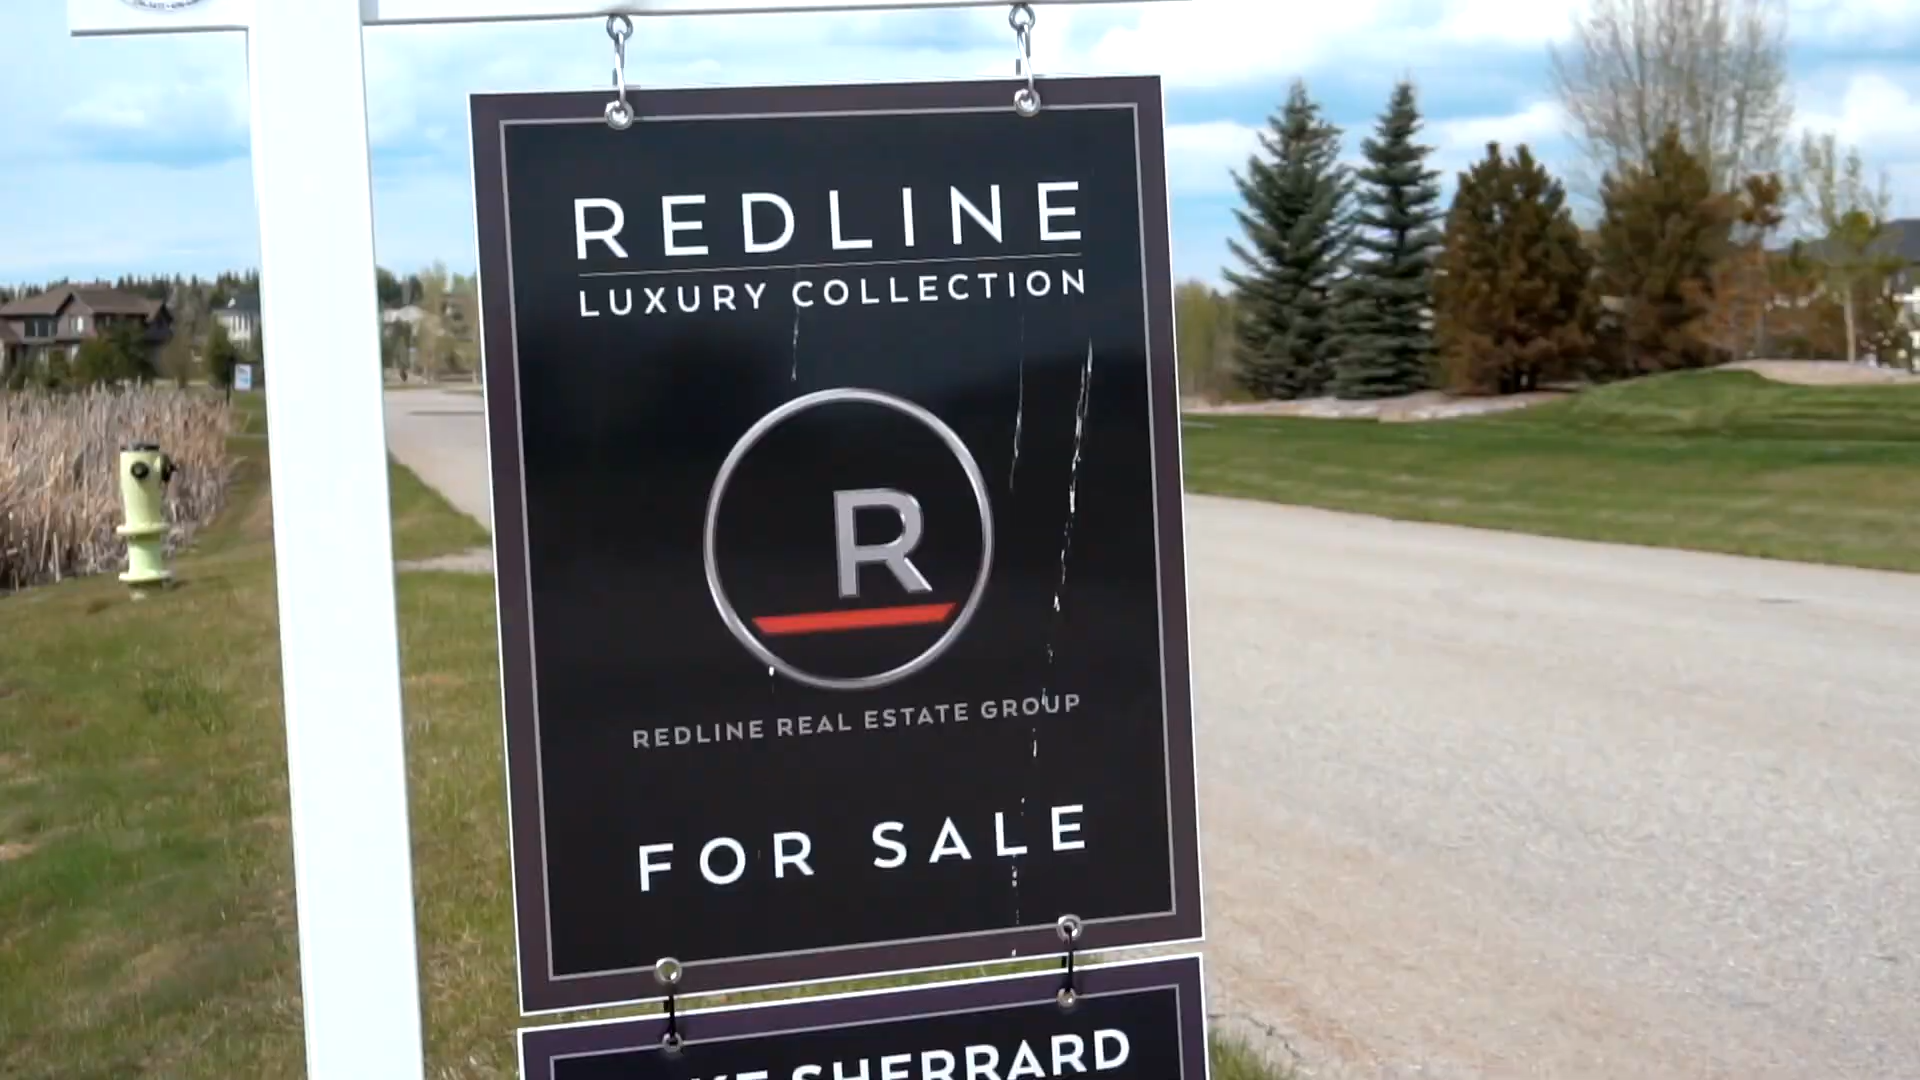 REDLINE
LUXURY COLLECTION
R
REDLINE REAL ESTATE GROUP
FOR SALE
SHERRARD